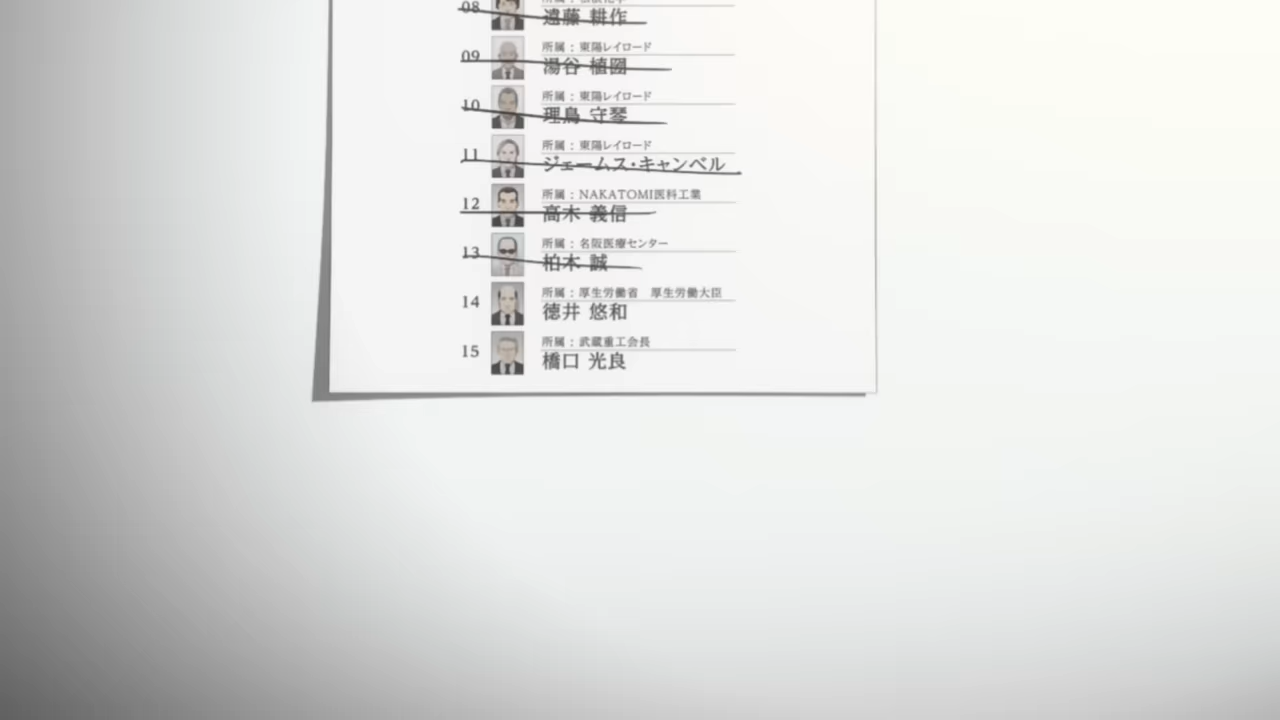 08
遠藤 耕作
09
所属：東陽レイロード
湯谷 植圀
10
所属：東陽レイロード
理鳥 守琴
11
所属：東陽レイロード
ジェームス・キャンベル
12
所属：NAKATOMI医科工業
高木 義信
13
所属：名阪医療センター
柏木 誠
14
所属：厚生労働省　厚生労働大臣
徳井 悠和
15
所属：武蔵重工会長
橋口 光良